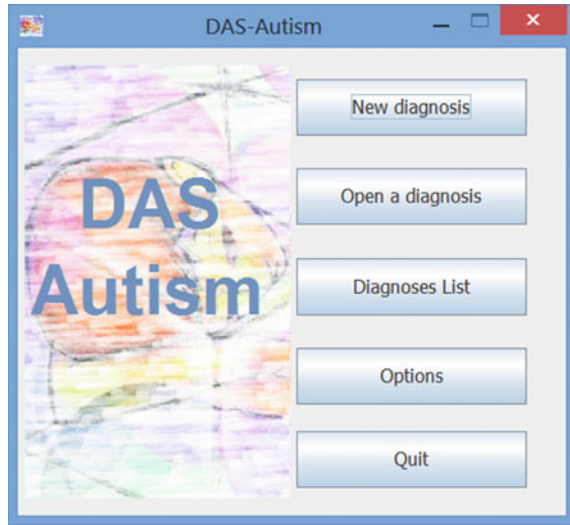 DAS-Autism
DAS
Autism
New diagnosis
Open a diagnosis
Diagnoses List
Options
Quit